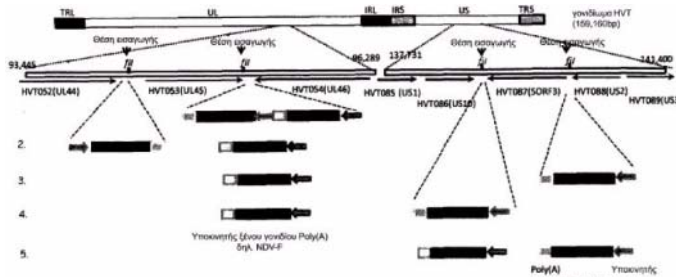 TRL UL IRL IRS US TRS γονιδίωμα HVT
(159,160bp)
Θέση εισαγωγής Θέση εισαγωγής Θέση εισαγωγής Θέση εισαγωγής
93,445 96,289 137,731 141,400
HVT052(UL44) HVT053(UL45) HVT054(UL46) HVT085 (US1) HVT086(US10) HVT087(SORF3) HVT088(US2) HVT089(US
2.
3.
4.
Υποκινητής ξένου γονιδίου Poly(A)
δηλ. NDV-F
5.
Poly(A) Υποκινητής